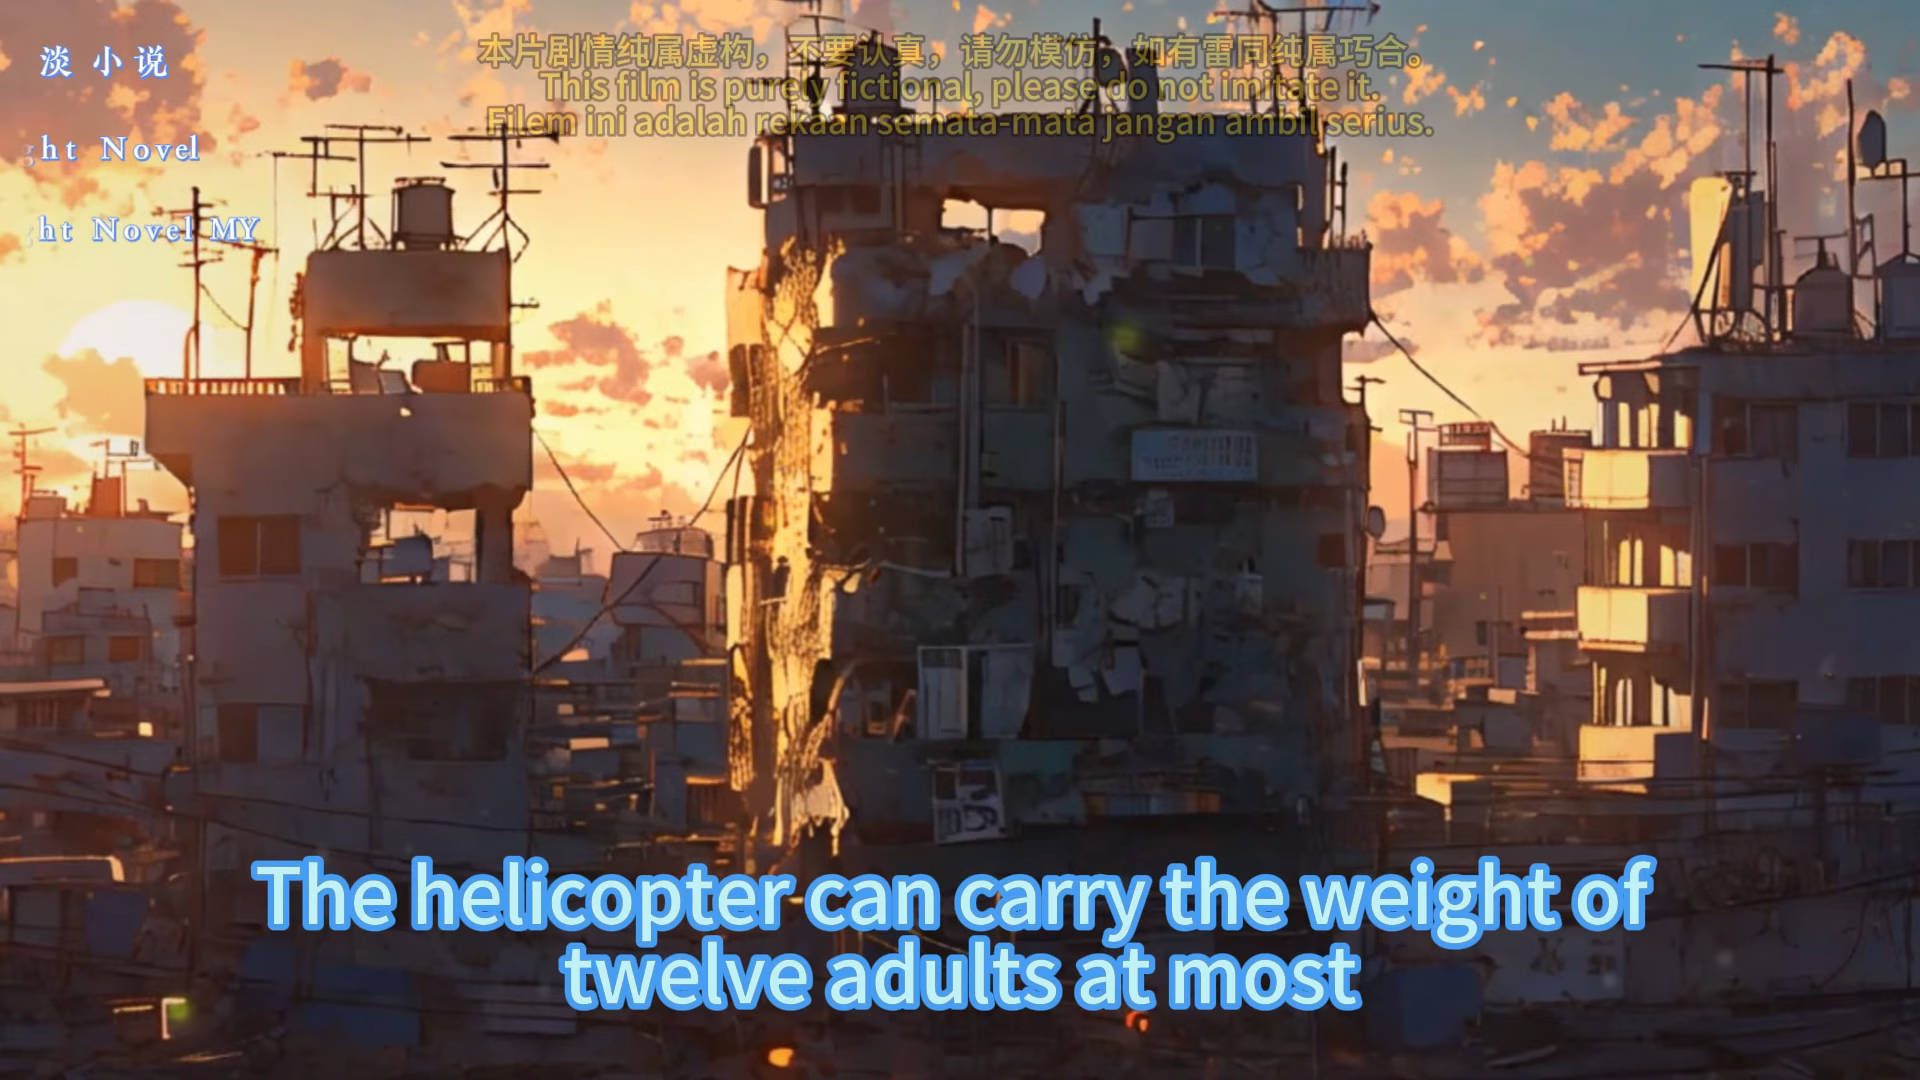 淡 小 说
本片剧情纯属虚构，不要认真，请勿模仿，如有雷同纯属巧合。
This film is purely fictional, please do not imitate it.
Filem ini adalah rekaan semata-mata jangan ambil serius.
ght Novel
ght Novel MY
The helicopter can carry the weight of
twelve adults at most